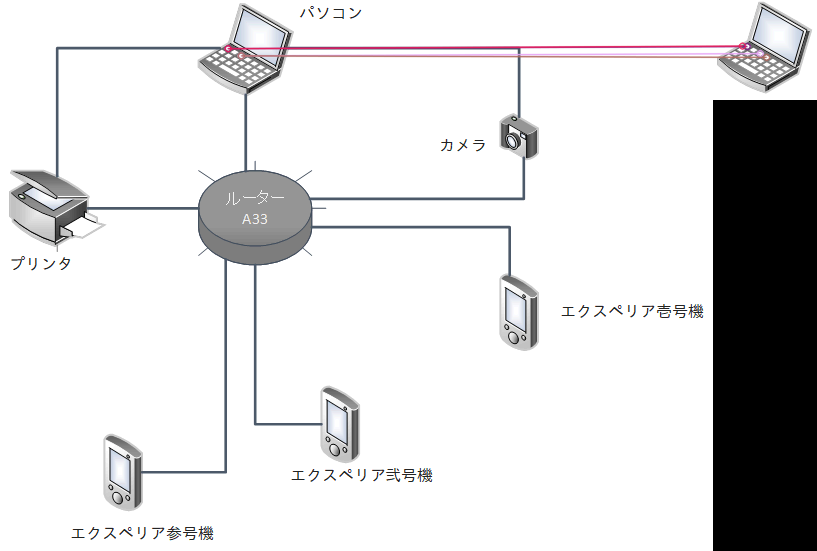 パソコン
カメラ
ルーター
A33
プリンタ
エクスペリア壱号機
エクスペリア弐号機
エクスペリア参号機